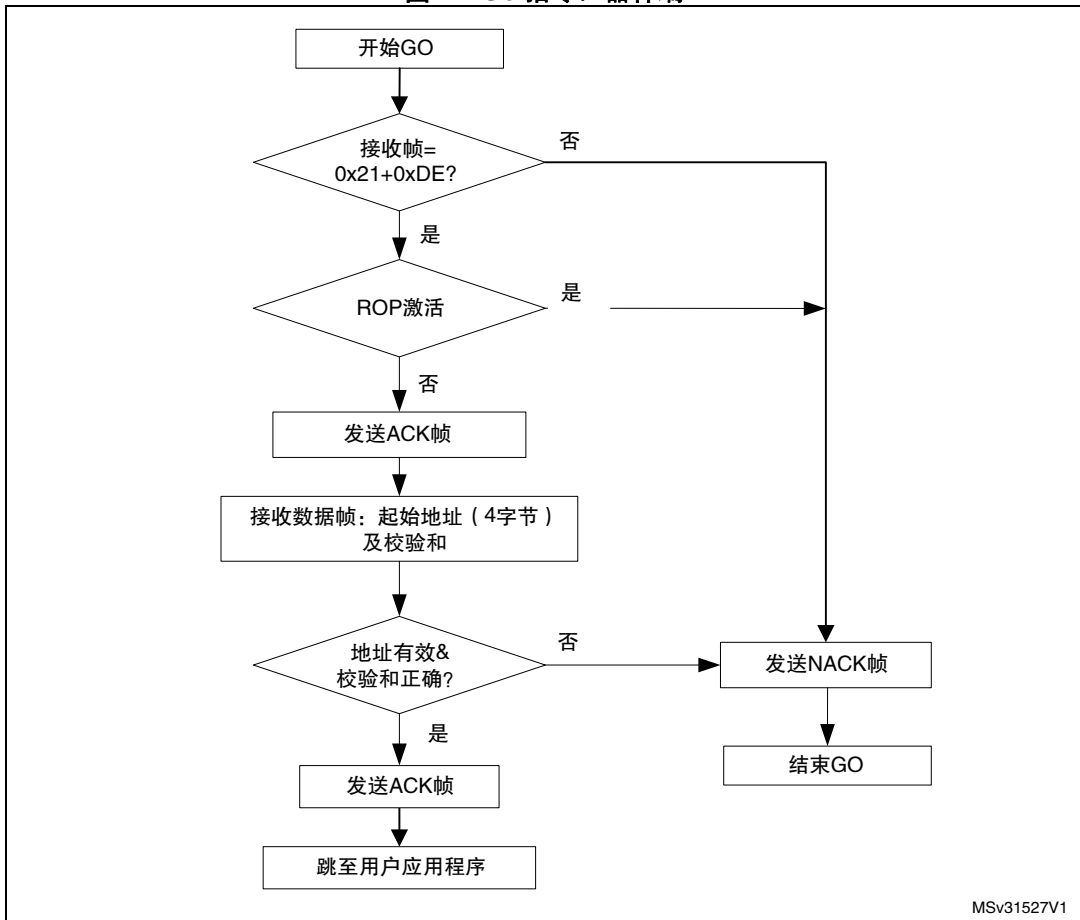 开始GO
接收帧=
0x21+0xDE?
否
是
ROP激活
是
否
发送ACK帧
接收数据帧：起始地址（4字节）
及校验和
地址有效&
校验和正确?
否
发送NACK帧
是
结束GO
发送ACK帧
跳至用户应用程序
MSv31527V1